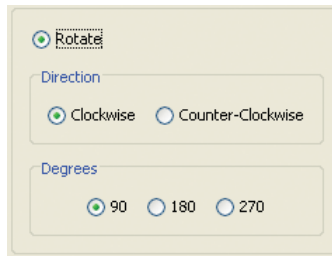 Rotate
Direction
Clockwise Counter-Clockwise
Degrees
90 180 270